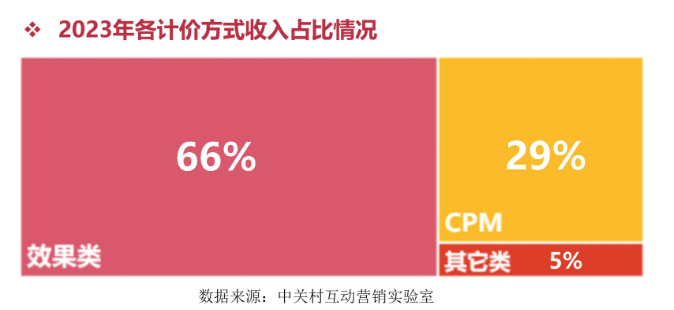 ❖ 2023年各计价方式收入占比情况
66%
效果类
29%
CPM
其它类 5%
数据来源：中关村互动营销实验室